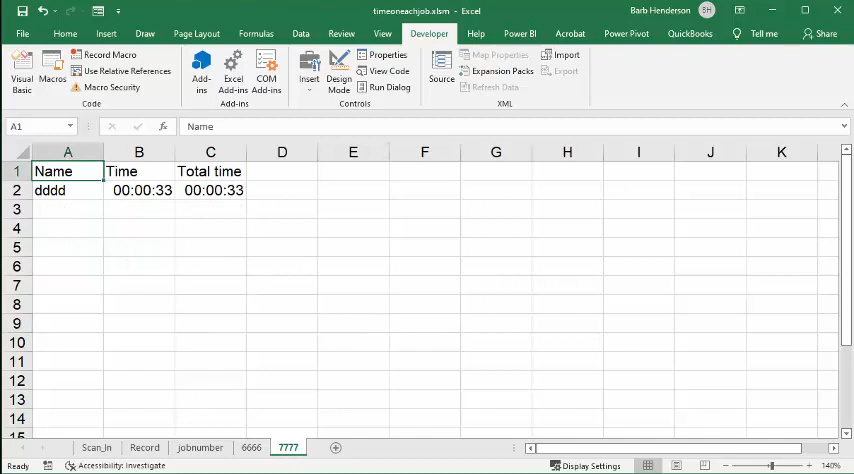 timeoneachjob.xlsm - Excel
Barb Henderson BH
File Home Insert Draw Page Layout Formulas Data Review View Developer Help Power BI Acrobat Power Pivot QuickBooks Tell me Share
Visual Basic
Macros
Record Macro
Use Relative References
Macro Security
Code
Add-ins
Excel Add-ins
COM Add-ins
Add-ins
Insert
Design Mode
Properties
View Code
Run Dialog
Controls
Source
Map Properties
Expansion Packs
Refresh Data
Import
Export
XML
A1 fx Name
A B C D E F G H I J K
1 Name Time Total time
2 dddd 00:00:33 00:00:33
3
4
5
6
7
8
9
10
11
12
13
14
15
Scan_In Record jobnumber 6666 7777
Ready Accessibility: Investigate Display Settings 140%